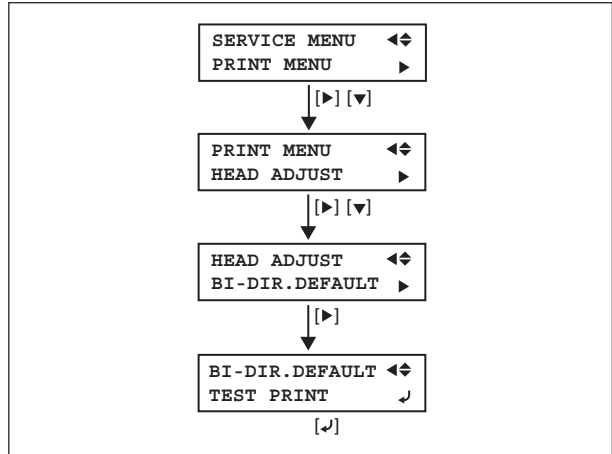 SERVICE MENU ◀◆
PRINT MENU ▶
[▶] [▼]
PRINT MENU ◀◆
HEAD ADJUST ▶
[▶] [▼]
HEAD ADJUST ◀◆
BI-DIR.DEFAULT ▶
[▶]
BI-DIR.DEFAULT ◀◆
TEST PRINT ↵
[↵]